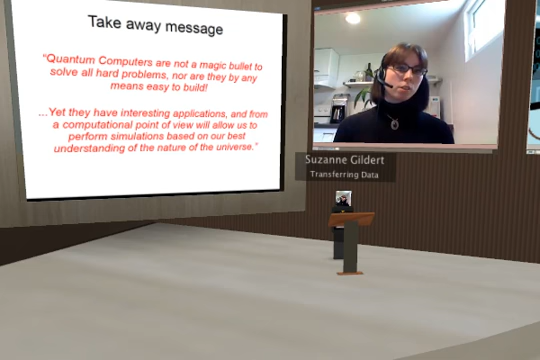 Take away message
"Quantum Computers are not a magic bullet to
solve all hard problems, nor are they by any
means easy to build!
...Yet they have interesting applications, and from
a computational point of view will allow us to
perform simulations based on our best
understanding of the nature of the universe."
Suzanne Gildert
Transferring Data